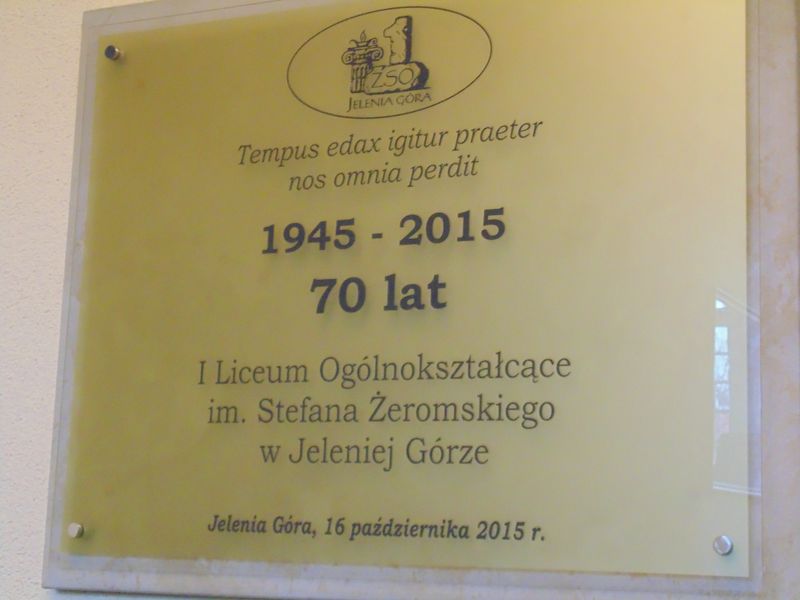 1
ZSO
JELENIA GÓRA
Tempus edax igitur praeter
nos omnia perdit
1945 - 2015
70 lat
I Liceum Ogólnokształcące
im. Stefana Żeromskiego
w Jeleniej Górze
Jelenia Góra, 16 października 2015 r.